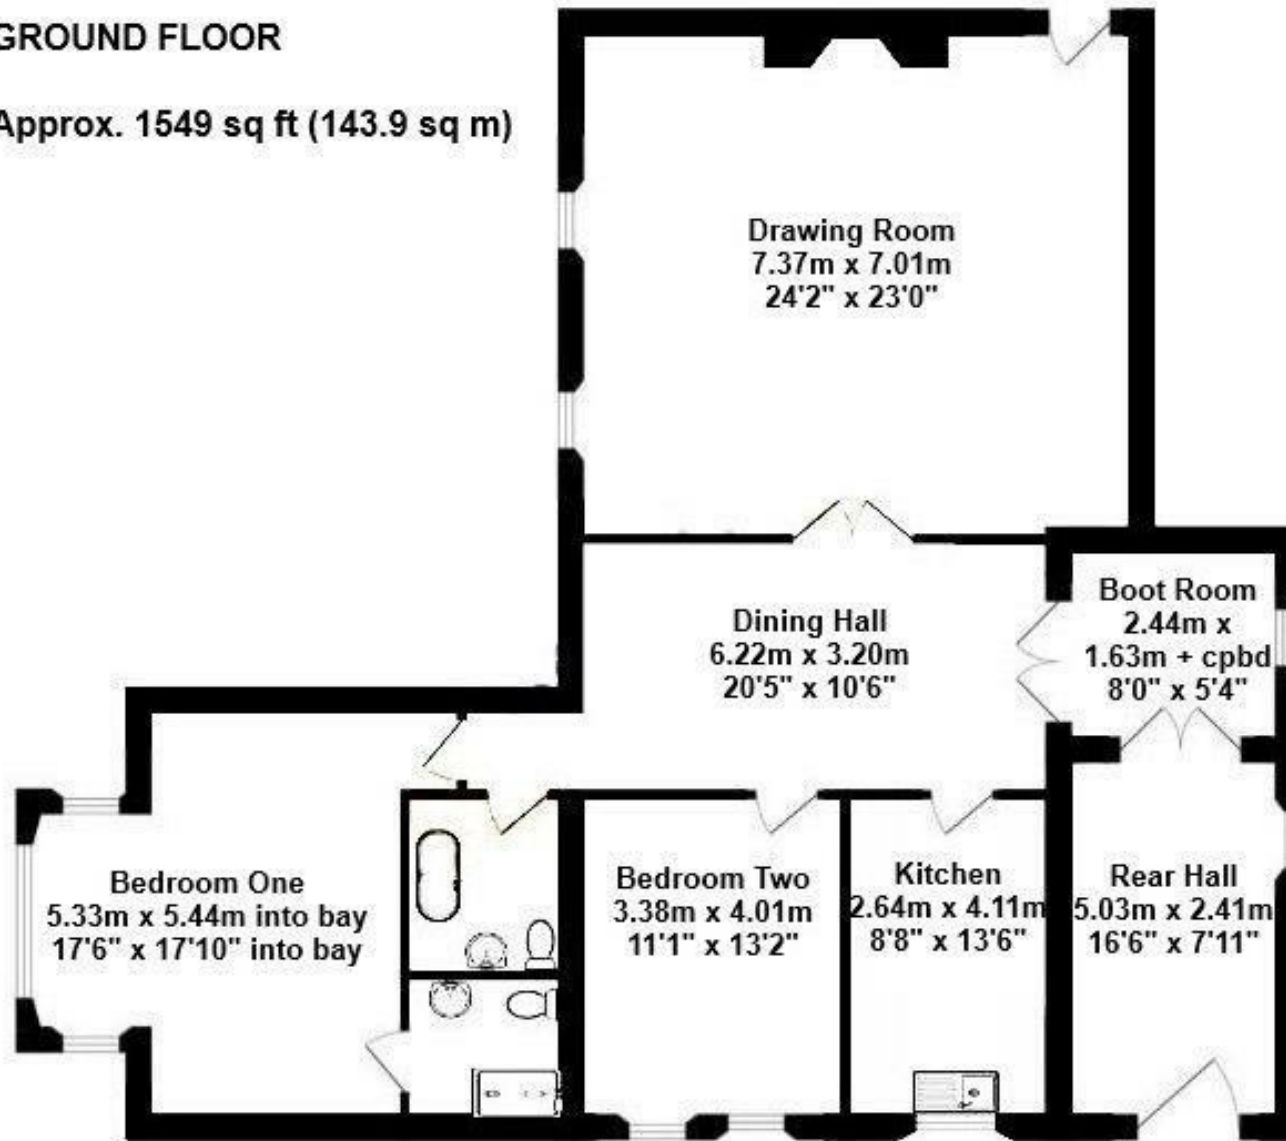 GROUND FLOOR
Approx. 1549 sq ft (143.9 sq m)
Drawing Room
7.37m x 7.01m
24'2" x 23'0"
Dining Hall
6.22m x 3.20m
20'5" x 10'6"
Boot Room
2.44m x
1.63m + cpbd
8'0" x 5'4"
Bedroom One
5.33m x 5.44m into bay
17'6" x 17'10" into bay
Bedroom Two
3.38m x 4.01m
11'1" x 13'2"
Kitchen
2.64m x 4.11m
8'8" x 13'6"
Rear Hall
5.03m x 2.41m
16'6" x 7'11"